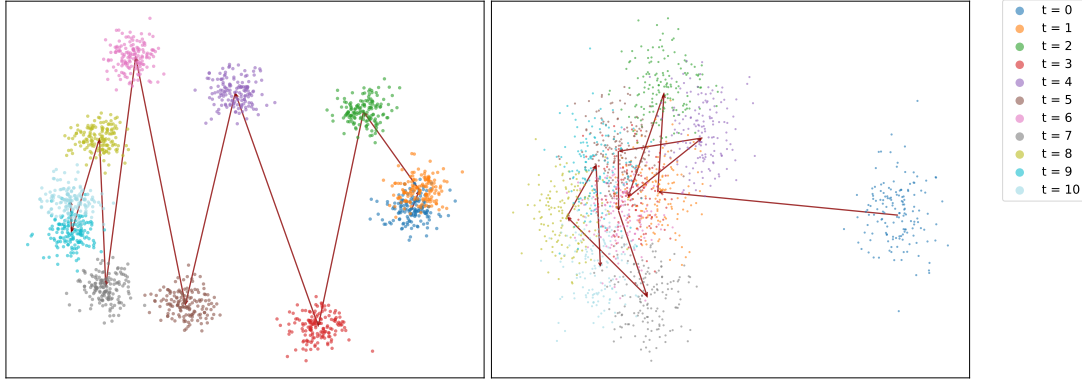 t = 0
t = 1
t = 2
t = 3
t = 4
t = 5
t = 6
t = 7
t = 8
t = 9
t = 10